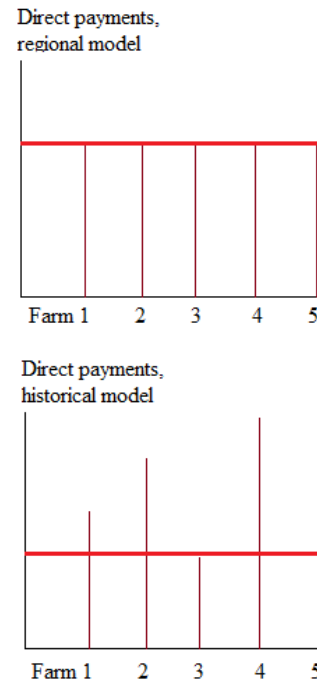 Direct payments,
regional model
Farm 1 2 3 4 5
Direct payments,
historical model
Farm 1 2 3 4 5